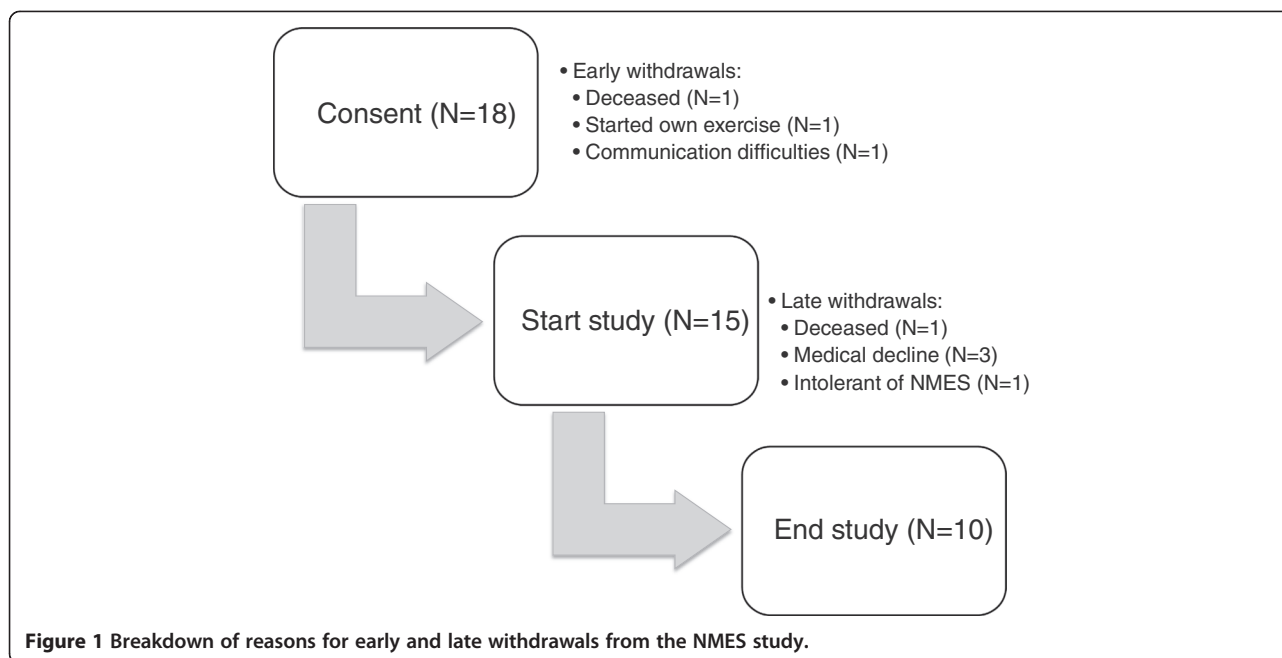 Consent (N=18)
• Early withdrawals:
• Deceased (N=1)
• Started own exercise (N=1)
• Communication difficulties (N=1)
Start study (N=15)
• Late withdrawals:
• Deceased (N=1)
• Medical decline (N=3)
• Intolerant of NMES (N=1)
End study (N=10)
Figure 1 Breakdown of reasons for early and late withdrawals from the NMES study.